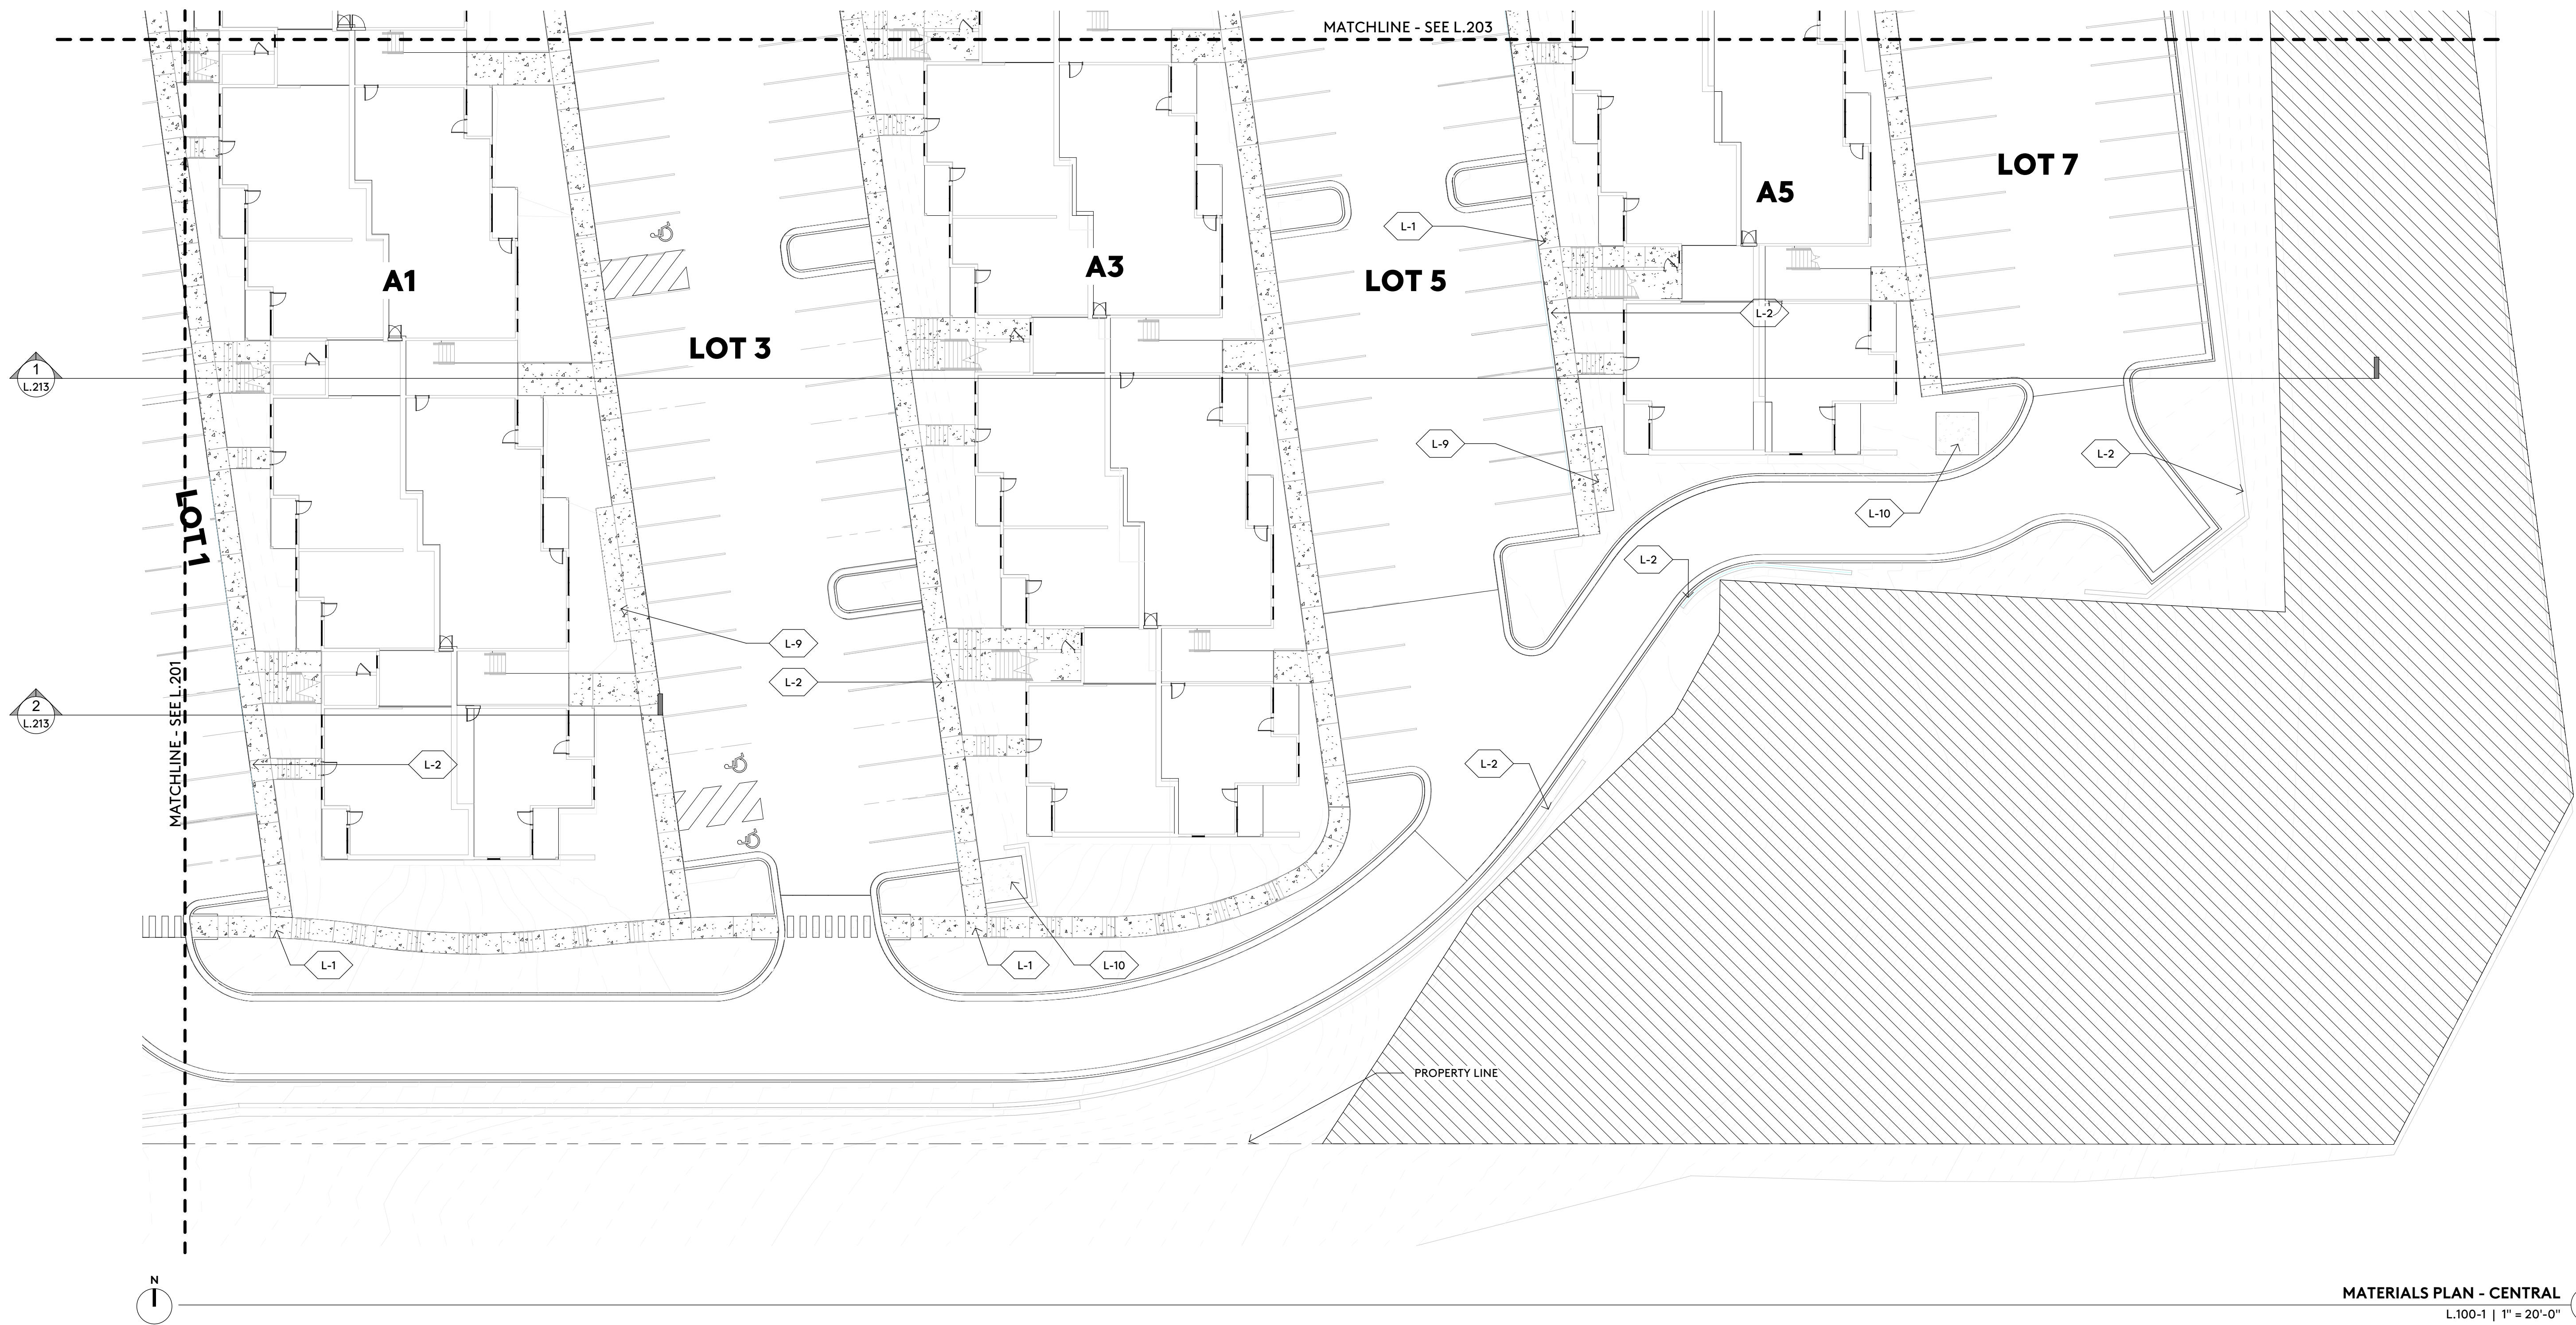 MATCHLINE - SEE L.203
LOT 7
A5
L-1
A3
LOT 5
A1
L-2
LOT 3
1
L.213
L-9
L-2
L-10
LOT 1
L-2
L-9
L-2
2
L.213
MATCHLINE - SEE L.201
L-2
L-2
L-1
L-1
L-10
PROPERTY LINE
N
MATERIALS PLAN - CENTRAL
L.100-1 | 1" = 20'-0"